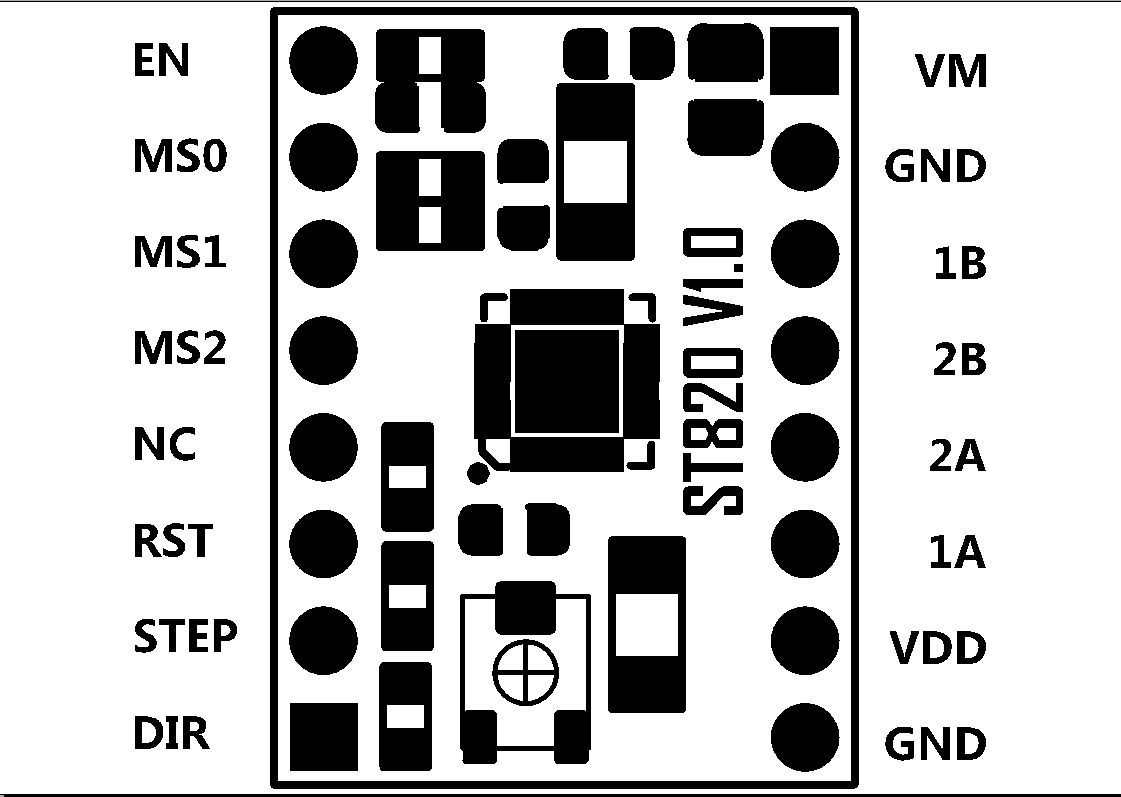 EN
MS0
MS1
MS2
NC
RST
STEP
DIR
ST820 V1.0
VM
GND
1B
2B
2A
1A
VDD
GND